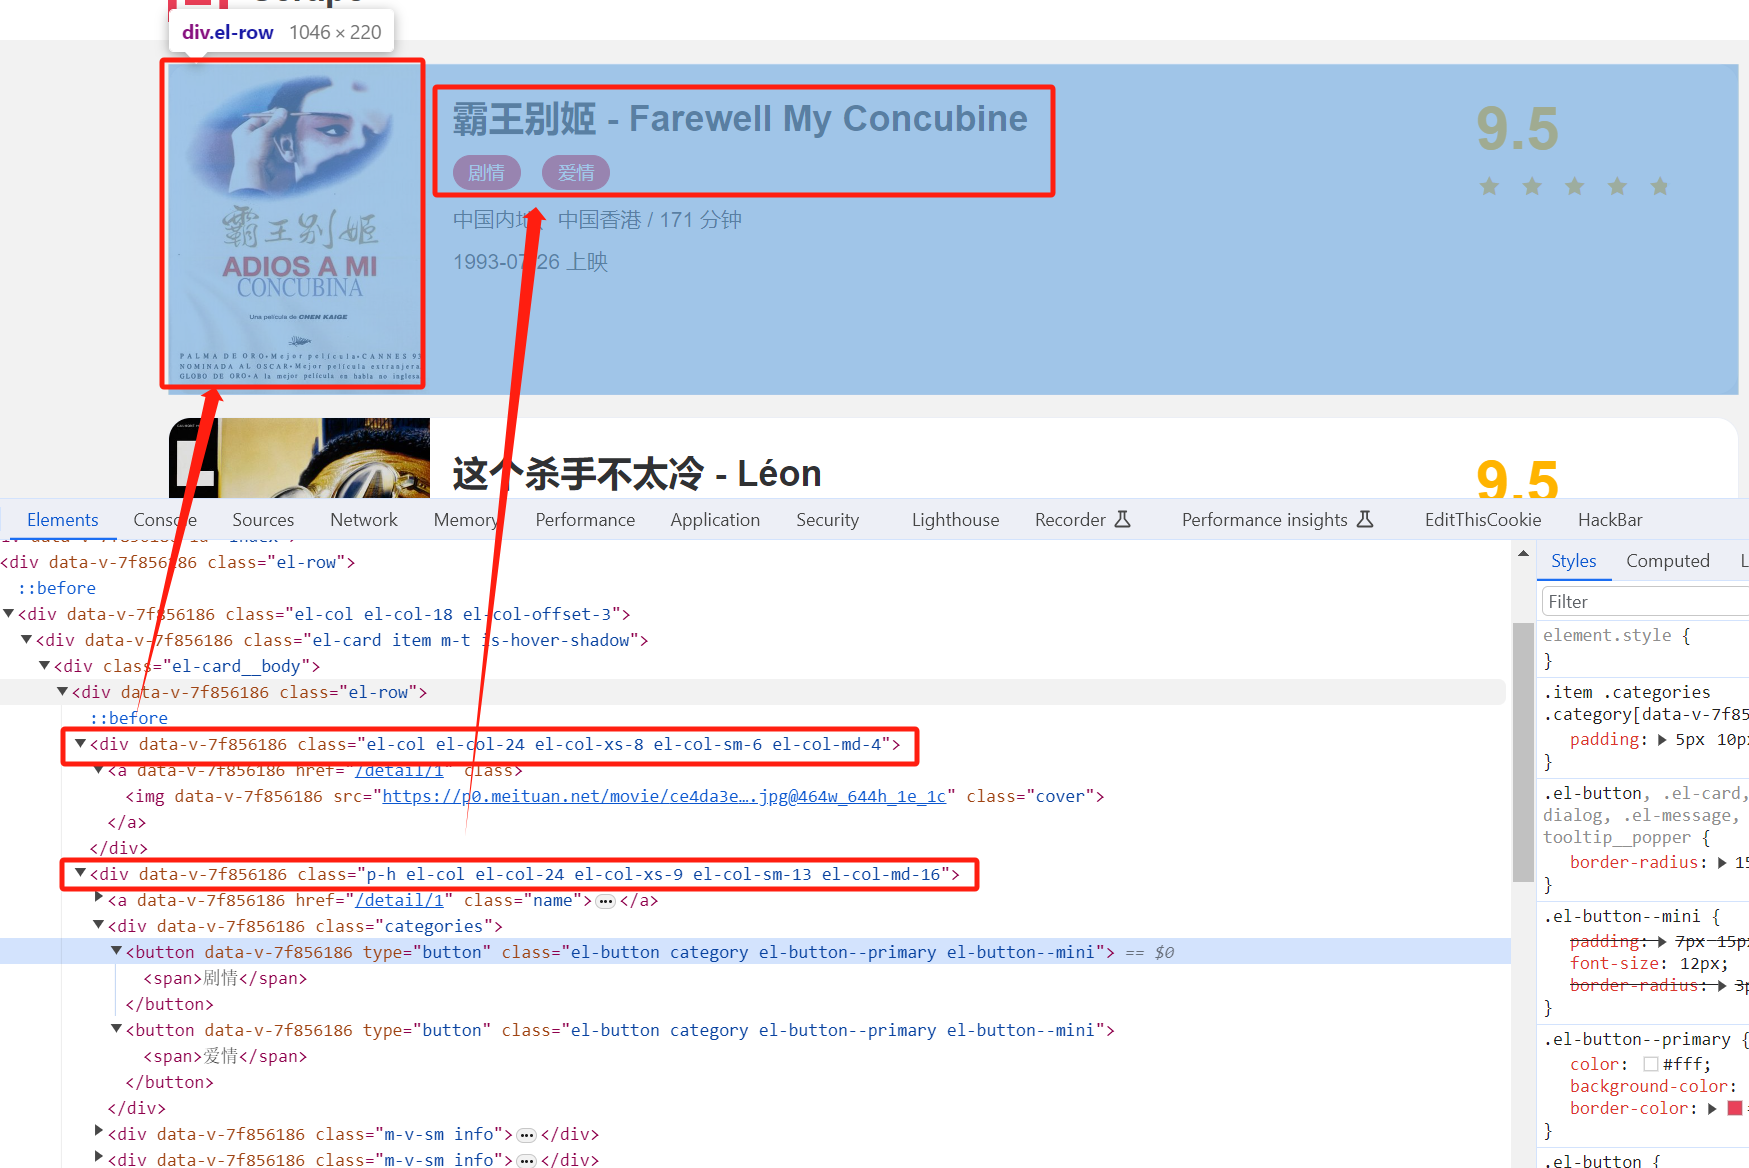 Scrape
div.el-row 1046 × 220
霸王别姬 - Farewell My Concubine
9.5
剧情 爱情
中国内地、中国香港 / 171 分钟
1993-07-26 上映
霸王别姬
ADIOS A MI
CONCUBINA
Una película de CHEN KAIGE
PALMA DE ORO•Mejor película•CANNES 93
NOMINADA AL OSCAR•Mejor película extranjera
GLOBO DE ORO•A la mejor película en habla no inglesa
这个杀手不太冷 - Léon
9.5
Elements Console Sources Network Memory Performance Application Security Lighthouse Recorder Performance insights EditThisCookie HackBar
<div data-v-7f856186 class="el-row">
::before
<div data-v-7f856186 class="el-col el-col-18 el-col-offset-3">
<div data-v-7f856186 class="el-card item m-t is-hover-shadow">
<div class="el-card__body">
<div data-v-7f856186 class="el-row">
::before
<div data-v-7f856186 class="el-col el-col-24 el-col-xs-8 el-col-sm-6 el-col-md-4">
<a data-v-7f856186 href="/detail/1" class>
<img data-v-7f856186 src="https://p0.meituan.net/movie/ce4da3e….jpg@464w_644h_1e_1c" class="cover">
</a>
</div>
<div data-v-7f856186 class="p-h el-col el-col-24 el-col-xs-9 el-col-sm-13 el-col-md-16">
<a data-v-7f856186 href="/detail/1" class="name">…</a>
<div data-v-7f856186 class="categories">
<button data-v-7f856186 type="button" class="el-button category el-button--primary el-button--mini"> == $0
<span>剧情</span>
</button>
<button data-v-7f856186 type="button" class="el-button category el-button--primary el-button--mini">
<span>爱情</span>
</button>
</div>
<div data-v-7f856186 class="m-v-sm info">…</div>
<div data-v-7f856186 class="m-v-sm info">…</div>
Styles Computed L
Filter
element.style {
}
.item .categories
.category[data-v-7f85
padding: 5px 10px
}
.el-button, .el-card,
dialog, .el-message,
tooltip__popper {
border-radius: 15
}
.el-button--mini {
padding: 7px 15px
font-size: 12px;
border-radius: 3p
}
.el-button--primary {
color: #fff;
background-color:
border-color:
}
.el-button {